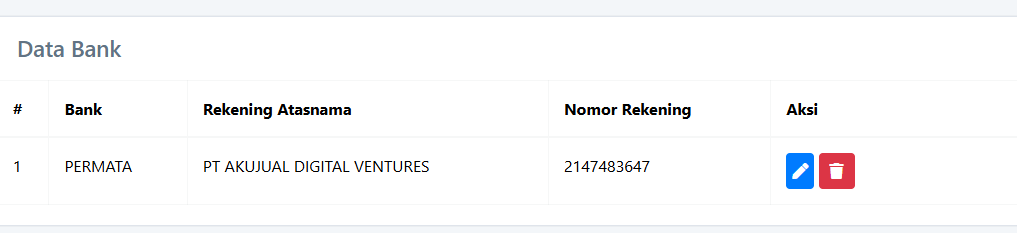 Data Bank
# Bank Rekening Atasnama Nomor Rekening Aksi
1 PERMATA PT AKUJUAL DIGITAL VENTURES 2147483647